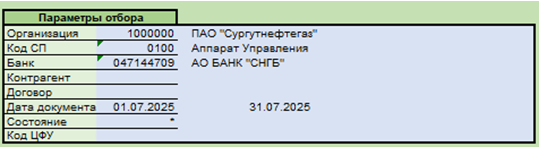 Параметры отбора
Организация 1000000 ПАО "Сургутнефтегаз"
Код СП 0100 Аппарат Управления
Банк 047144709 АО БАНК "СНГБ"
Контрагент
Договор
Дата документа 01.07.2025 31.07.2025
Состояние *
Код ЦФУ